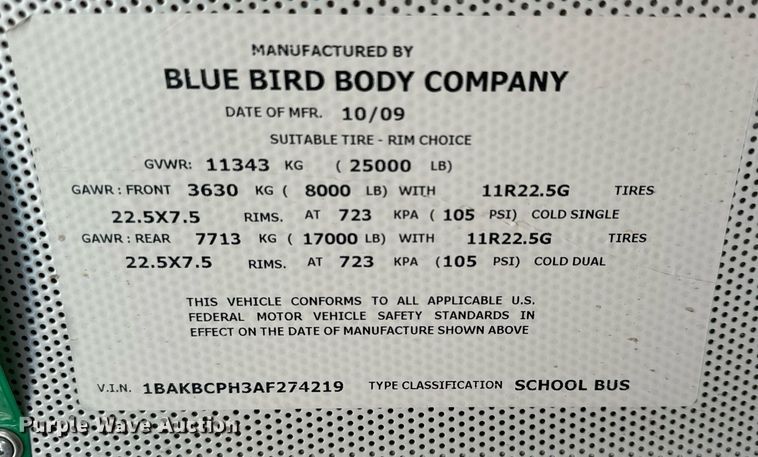 MANUFACTURED BY
BLUE BIRD BODY COMPANY
DATE OF MFR. 10/09
SUITABLE TIRE - RIM CHOICE
GVWR: 11343 KG ( 25000 LB)
GAWR : FRONT 3630 KG ( 8000 LB) WITH 11R22.5G TIRES
22.5X7.5 RIMS. AT 723 KPA ( 105 PSI) COLD SINGLE
GAWR : REAR 7713 KG ( 17000 LB) WITH 11R22.5G TIRES
22.5X7.5 RIMS. AT 723 KPA (105 PSI) COLD DUAL
THIS VEHICLE CONFORMS TO ALL APPLICABLE U.S.
FEDERAL MOTOR VEHICLE SAFETY STANDARDS IN
EFFECT ON THE DATE OF MANUFACTURE SHOWN ABOVE
V.I.N. 1BAKBCPH3AF274219 TYPE CLASSIFICATION SCHOOL BUS
Purple Wave Auction